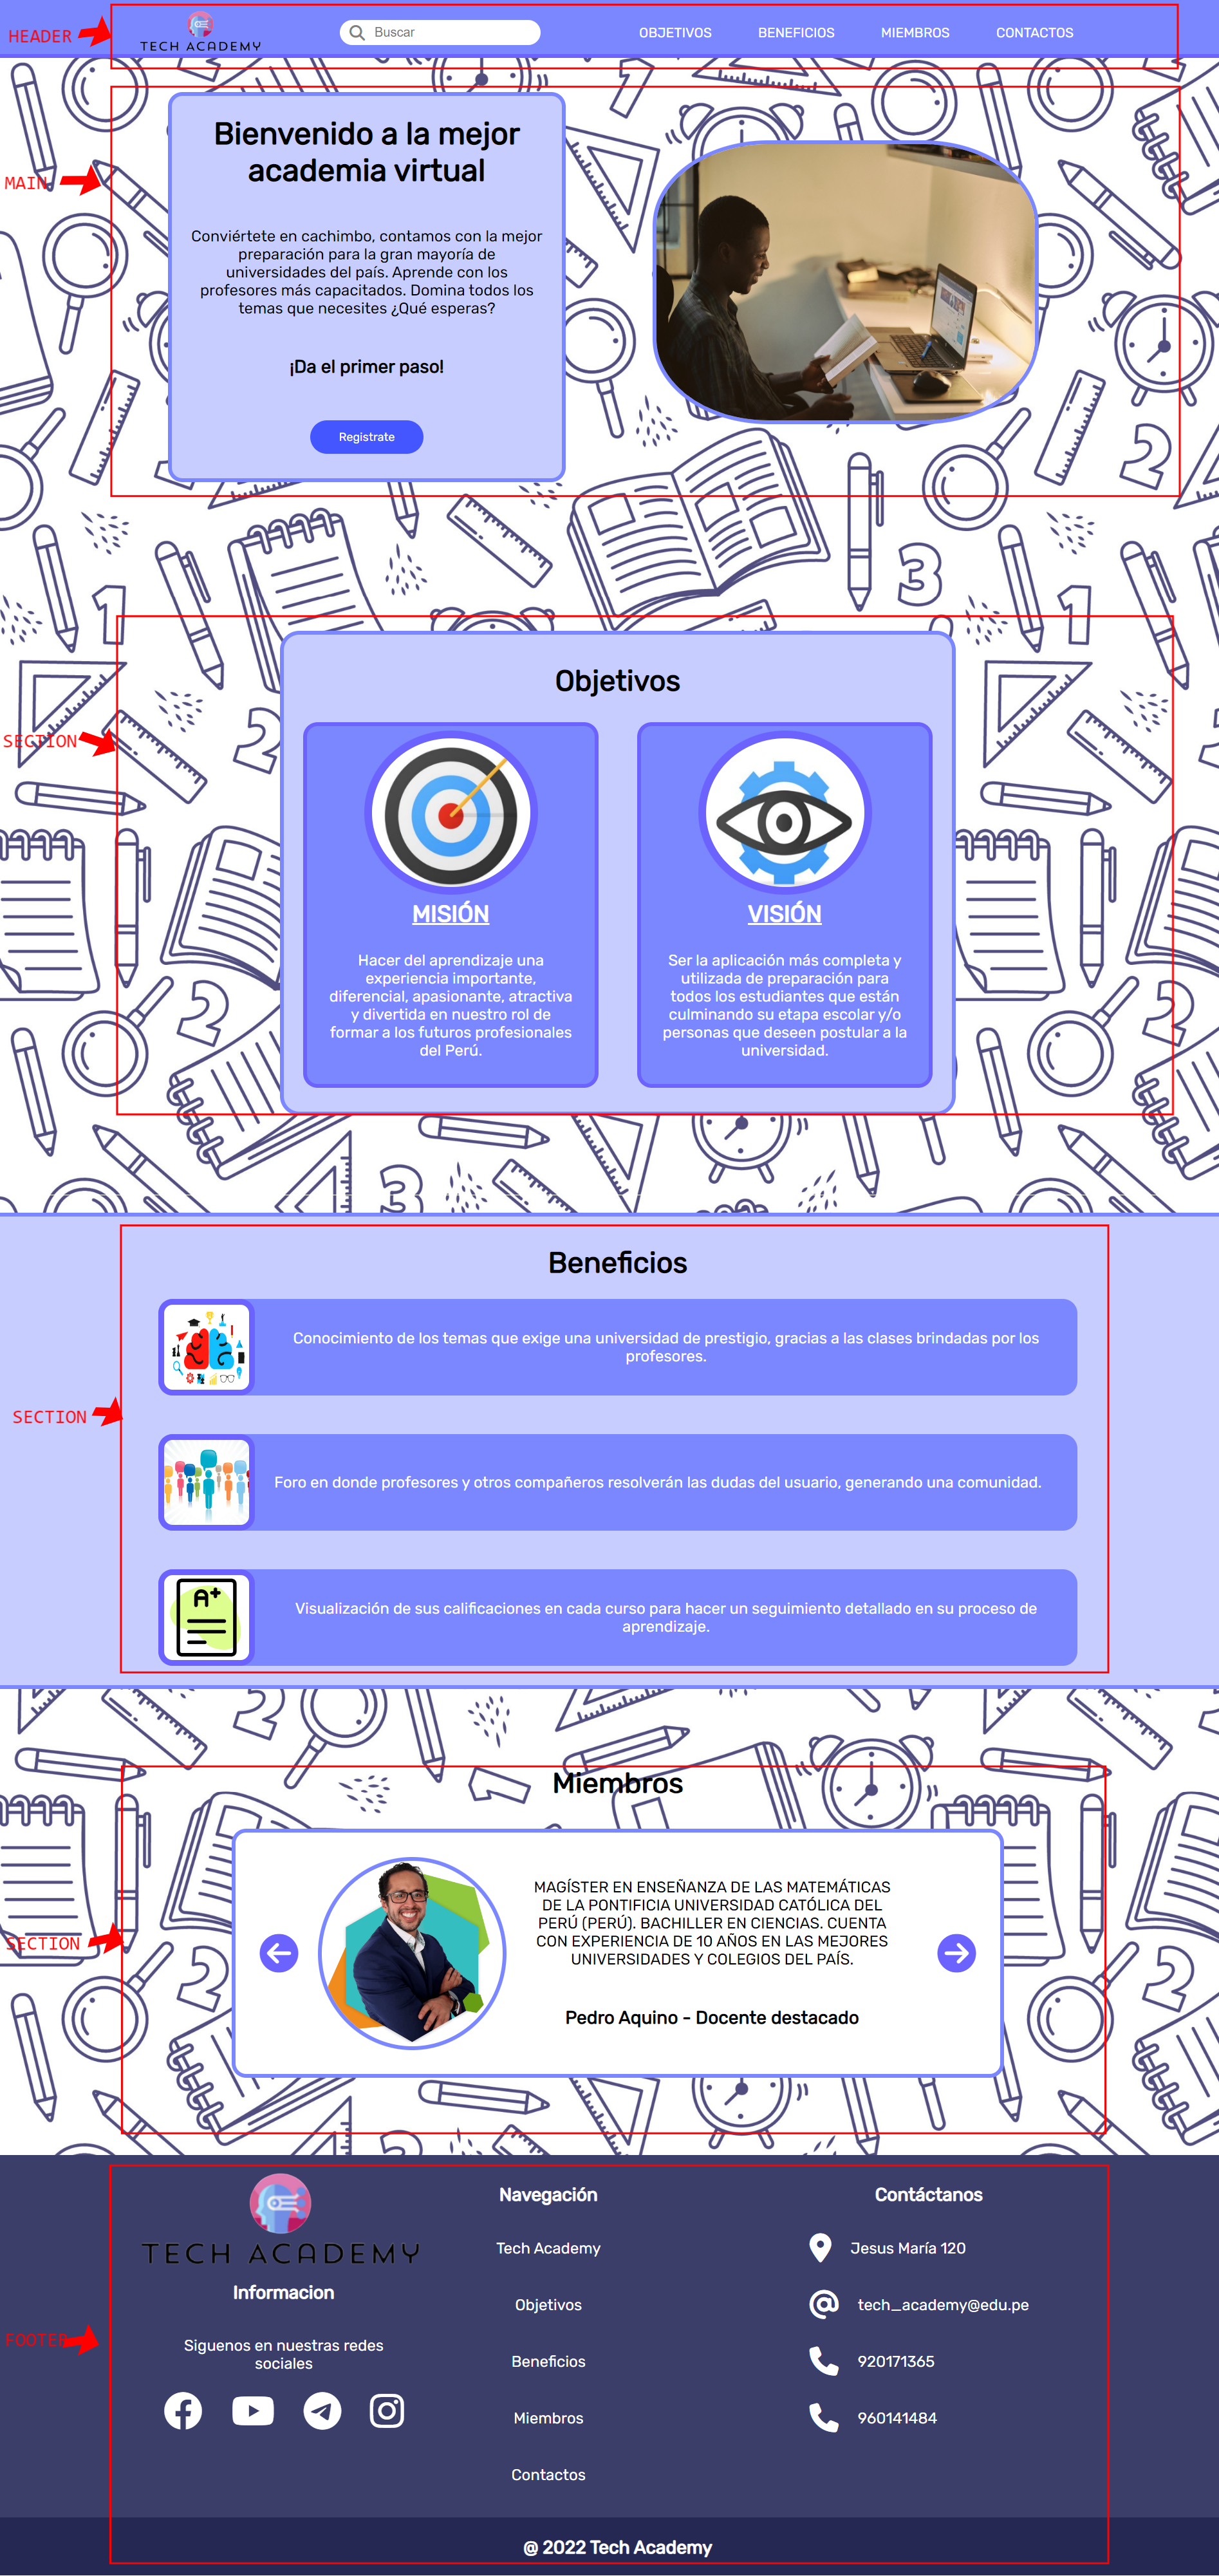 HEADER
TECH ACADEMY
Buscar
OBJETIVOS BENEFICIOS MIEMBROS CONTACTOS
MAIN
Bienvenido a la mejor
academia virtual
Conviértete en cachimbo, contamos con la mejor
preparación para la gran mayoría de
universidades del país. Aprende con los
profesores más capacitados. Domina todos los
temas que necesites ¿Qué esperas?
¡Da el primer paso!
Registrate
SECTION
Objetivos
MISIÓN
Hacer del aprendizaje una
experiencia importante,
diferencial, apasionante, atractiva
y divertida en nuestro rol de
formar a los futuros profesionales
del Perú.
VISIÓN
Ser la aplicación más completa y
utilizada de preparación para
todos los estudiantes que están
culminando su etapa escolar y/o
personas que deseen postular a la
universidad.
SECTION
Beneficios
Conocimiento de los temas que exige una universidad de prestigio, gracias a las clases brindadas por los
profesores.
Foro en donde profesores y otros compañeros resolverán las dudas del usuario, generando una comunidad.
A+
Visualización de sus calificaciones en cada curso para hacer un seguimiento detallado en su proceso de
aprendizaje.
SECTION
Miembros
MAGÍSTER EN ENSEÑANZA DE LAS MATEMÁTICAS
DE LA PONTIFICIA UNIVERSIDAD CATÓLICA DEL
PERÚ (PERÚ). BACHILLER EN CIENCIAS. CUENTA
CON EXPERIENCIA DE 10 AÑOS EN LAS MEJORES
UNIVERSIDADES Y COLEGIOS DEL PAÍS.
Pedro Aquino - Docente destacado
FOOTER
TECH ACADEMY
Informacion
Siguenos en nuestras redes
sociales
Navegación
Tech Academy
Objetivos
Beneficios
Miembros
Contactos
Contáctanos
Jesus María 120
tech_academy@edu.pe
920171365
960141484
@ 2022 Tech Academy